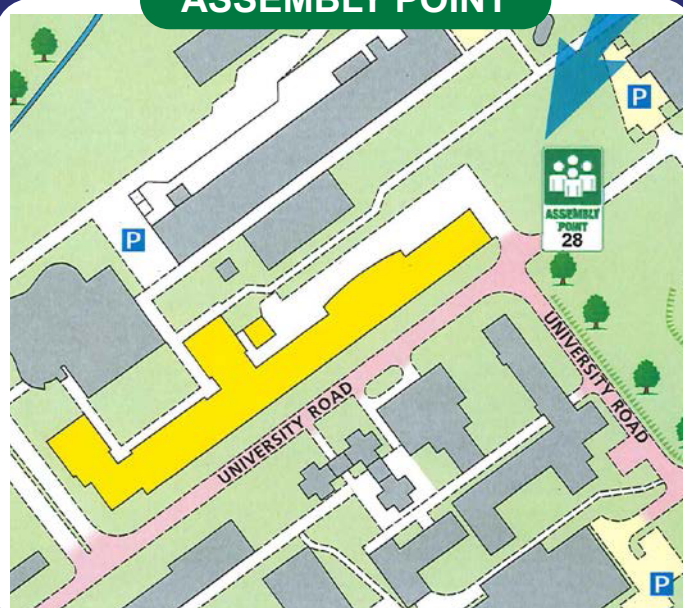 ASSEMBLY POINT
P
ASSEMBLY
POINT
28
P
UNIVERSITY ROAD
UNIVERSITY ROAD
P